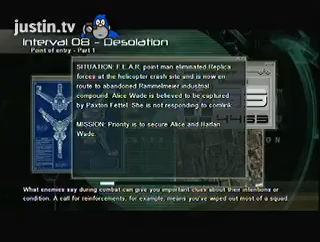 justin.tv
Interval 08 - Desolation
Point of entry - Part 1
SITUATION: F.E.A.R. point man eliminated Replica
forces at the helicopter crash site and is now en
route to abandoned Rammelmeier industrial
compound. Alice Wade is believed to be captured
by Paxton Fettel. She is not responding to comlink.
MISSION: Priority is to secure Alice and Harlan
Wade.
What enemies say during combat can give you important clues about their intentions or
condition. A call for reinforcements, for example, means you've wiped out most of a squad.